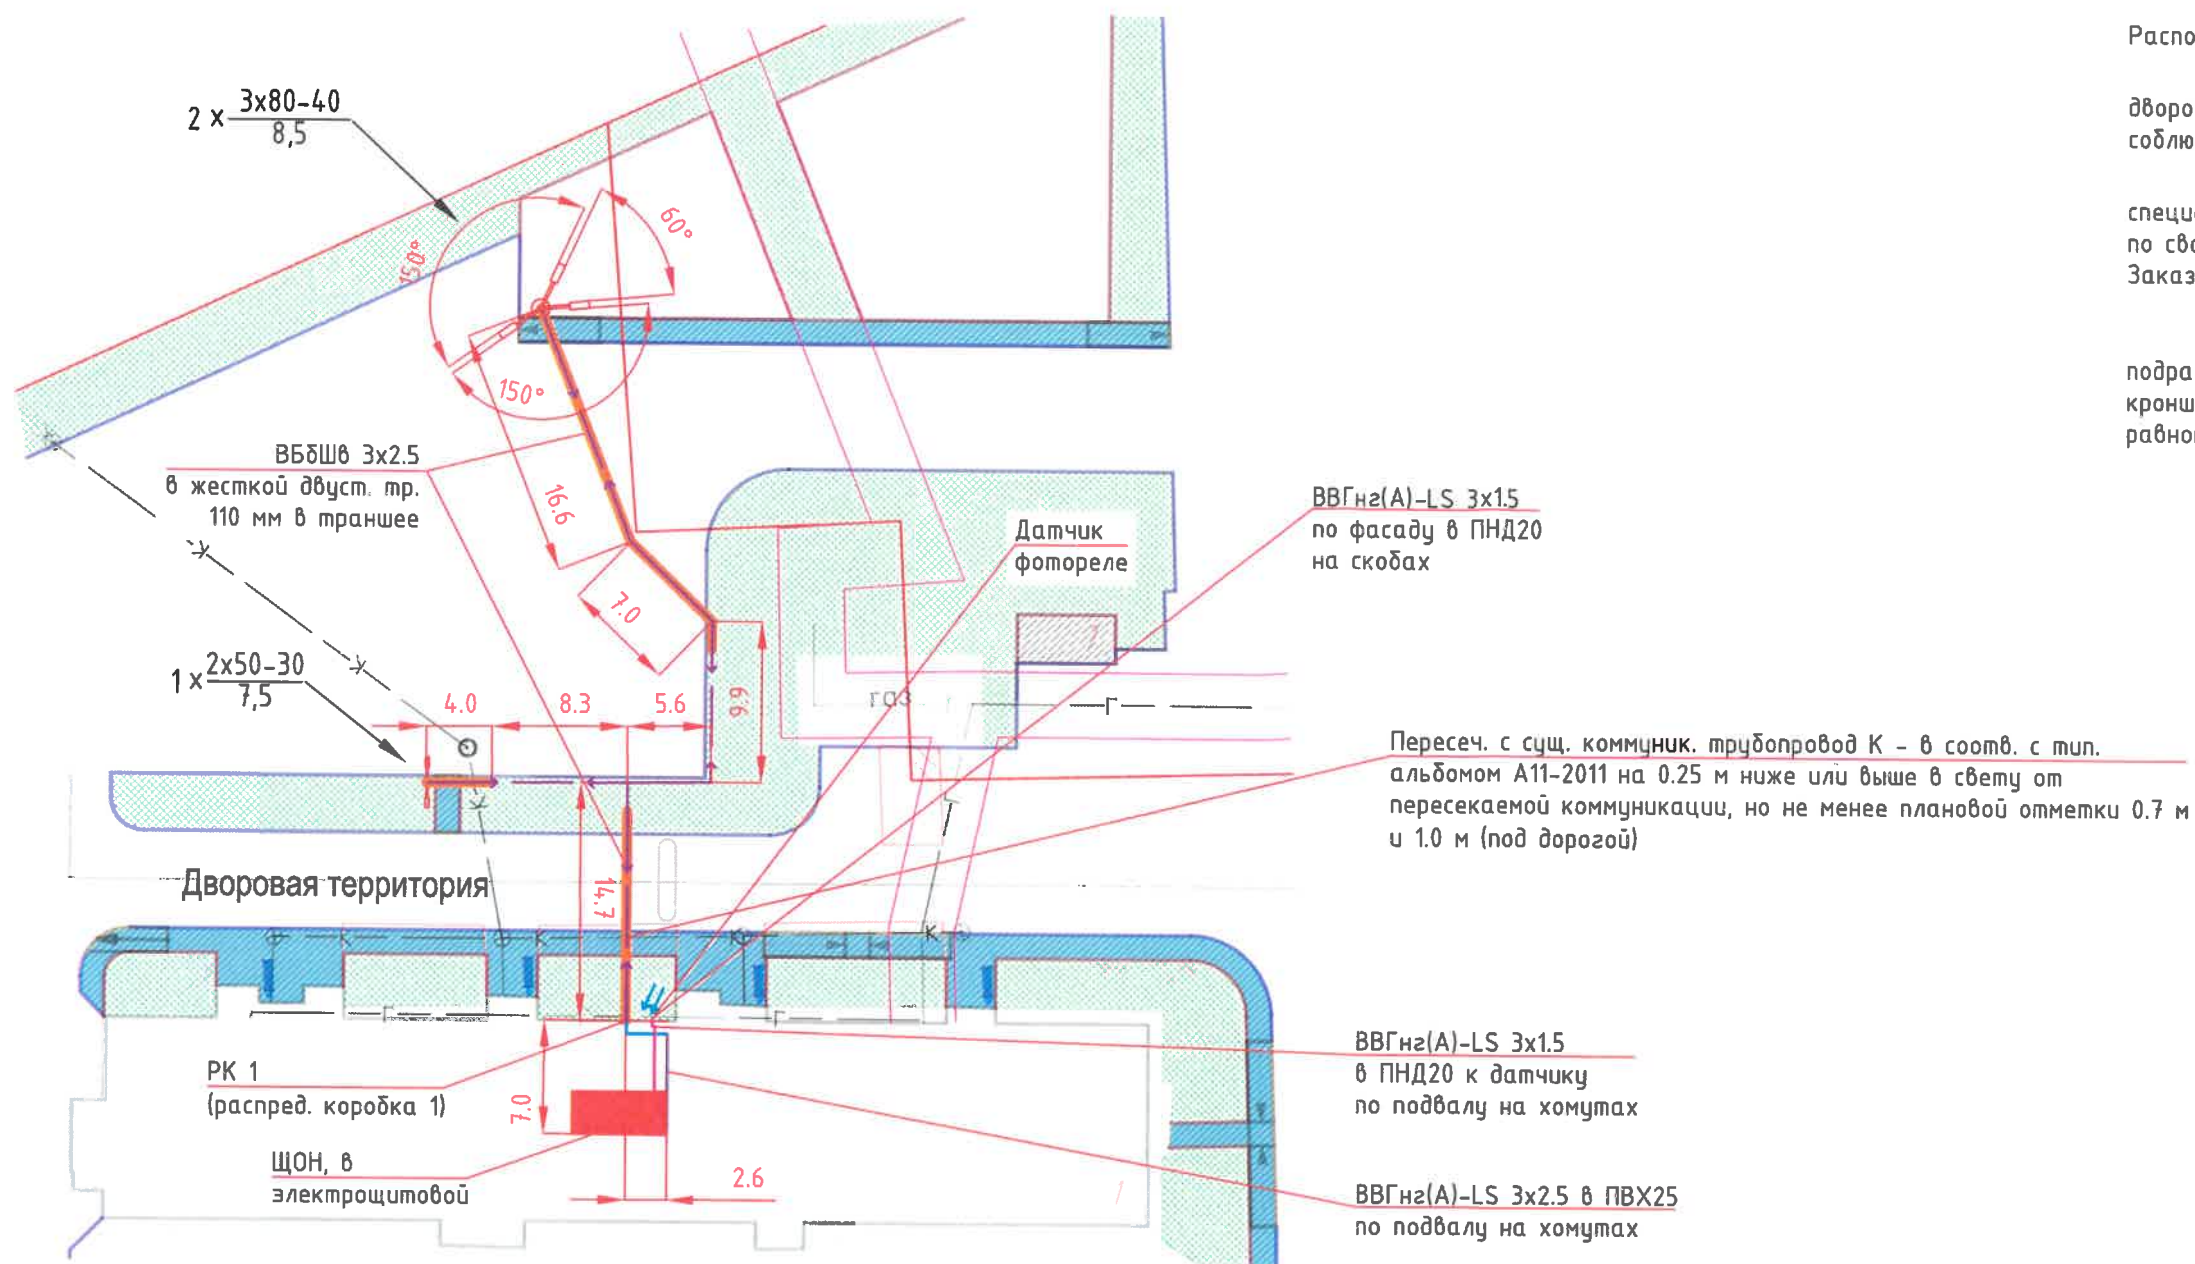 2 x 3x80-40
8,5
60°
150°
150°
ВБбШв 3x2.5
в жесткой двуст. тр.
110 мм в траншее
16.6
7.0
Датчик
фотореле
ВВГнг(А)-LS 3x1.5
по фасаду в ПНД20
на скобах
1 x 2x50-30
7,5
4.0
8.3
5.6
9.9
газ
Г
Пересеч. с сущ. коммуник. трубопровод К - в соотв. с тип.
альбомом А11-2011 на 0.25 м ниже или выше в свету от
пересекаемой коммуникации, но не менее плановой отметки 0.7 м
и 1.0 м (под дорогой)
Дворовая территория
14.7
К
К
К
К
Г
Г
РК 1
(распред. коробка 1)
7.0
ЩОН, в
электрощитовой
2.6
ВВГнг(А)-LS 3x1.5
в ПНД20 к датчику
по подвалу на хомутах
ВВГнг(А)-LS 3x2.5 в ПВХ25
по подвалу на хомутах
Распо
дворо
соблю
специ
по сво
Заказ
подра
кронш
равно